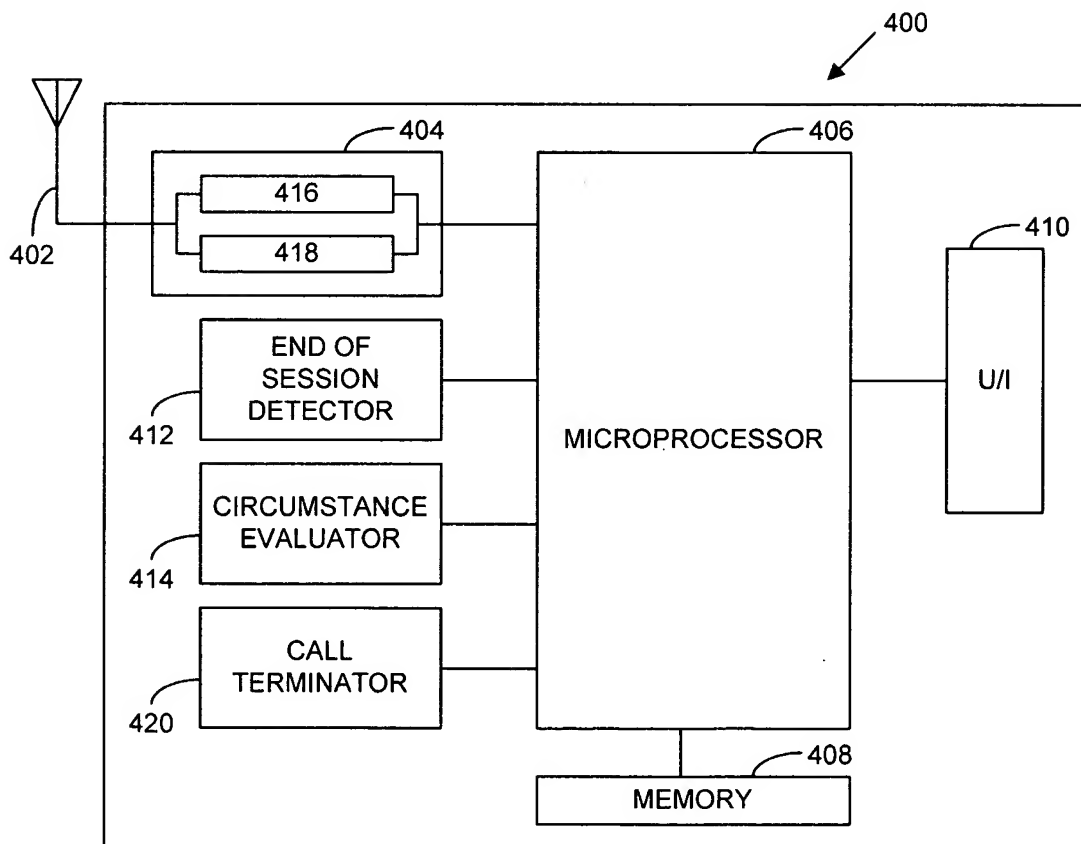 400
404
406
416
418
402
410
END OF
SESSION
DETECTOR
412
U/I
MICROPROCESSOR
CIRCUMSTANCE
EVALUATOR
414
CALL
TERMINATOR
420
408
MEMORY